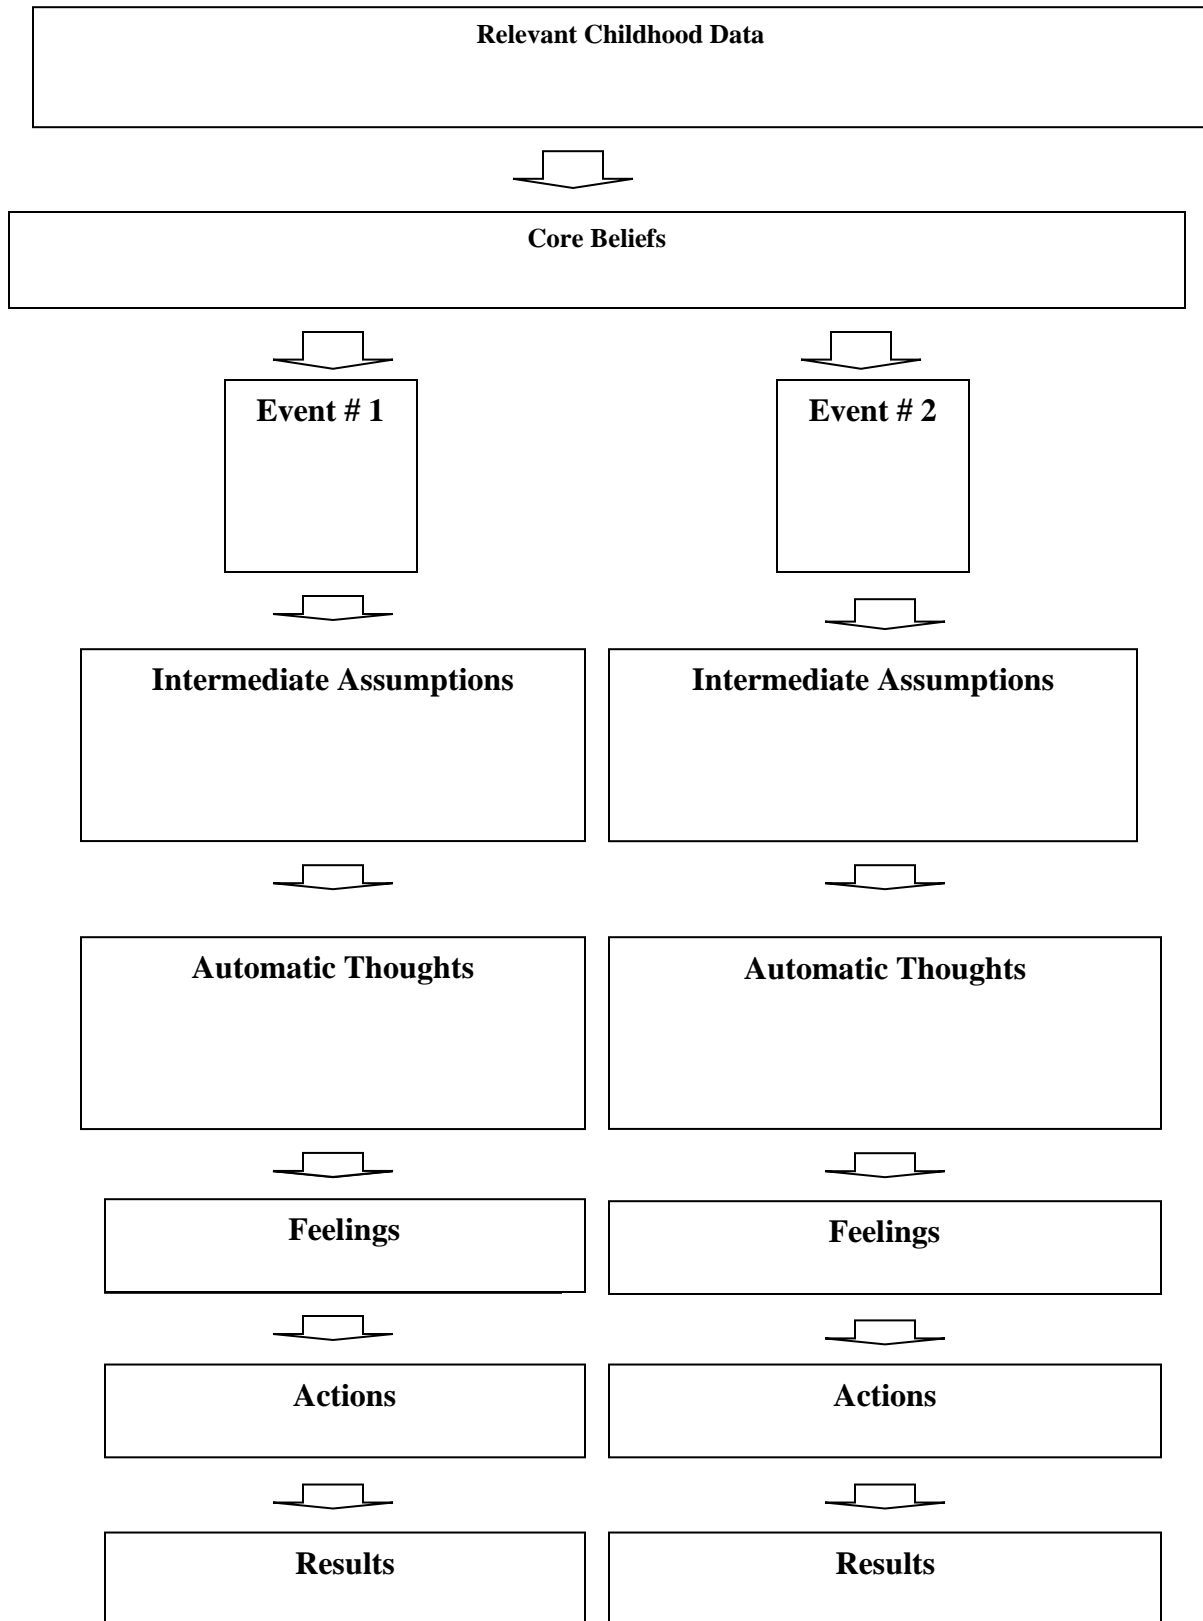 Relevant Childhood Data
Core Beliefs
Event # 1
Event # 2
Intermediate Assumptions
Intermediate Assumptions
Automatic Thoughts
Automatic Thoughts
Feelings
Feelings
Actions
Actions
Results
Results